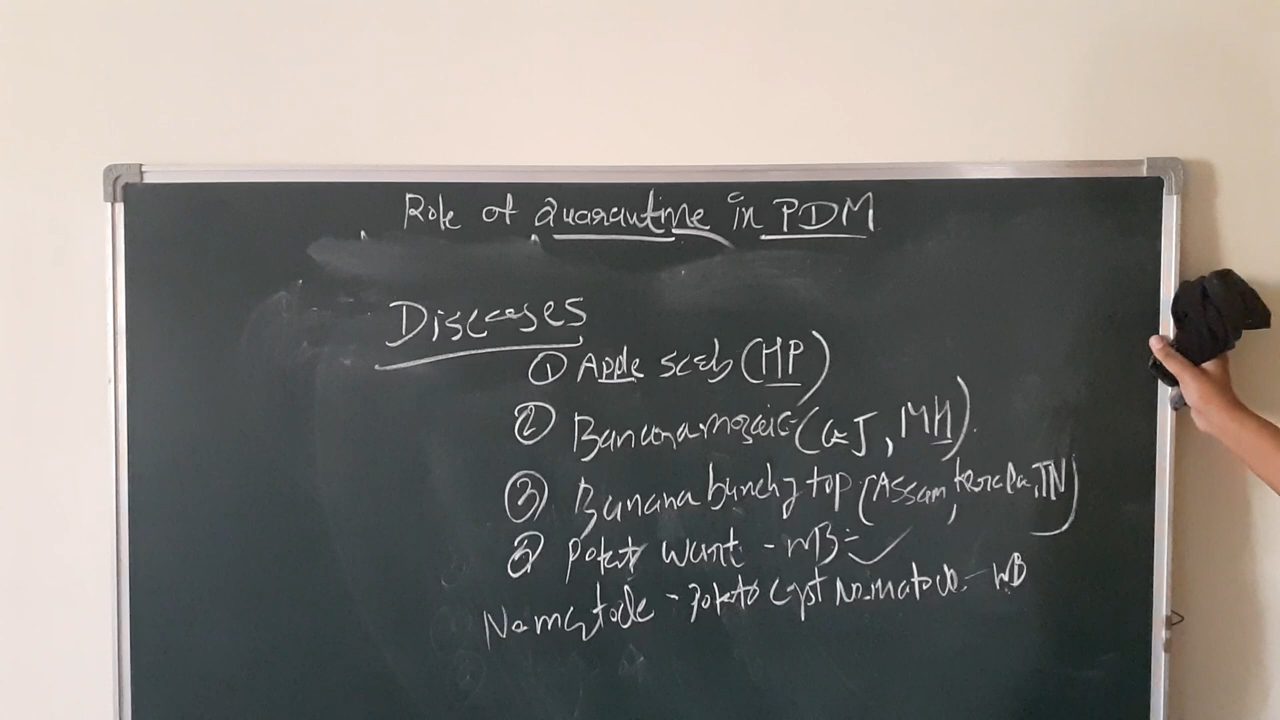 Role of Quarantine in PDM
Diseases
① Apple scab (HP)
② Banana mosaic - (GJ, MH).
③ Banana bunchy top (Assam, Kerala, TN)
④ Potato wart - WB -
Nematode - Potato cyst Nematode - WB